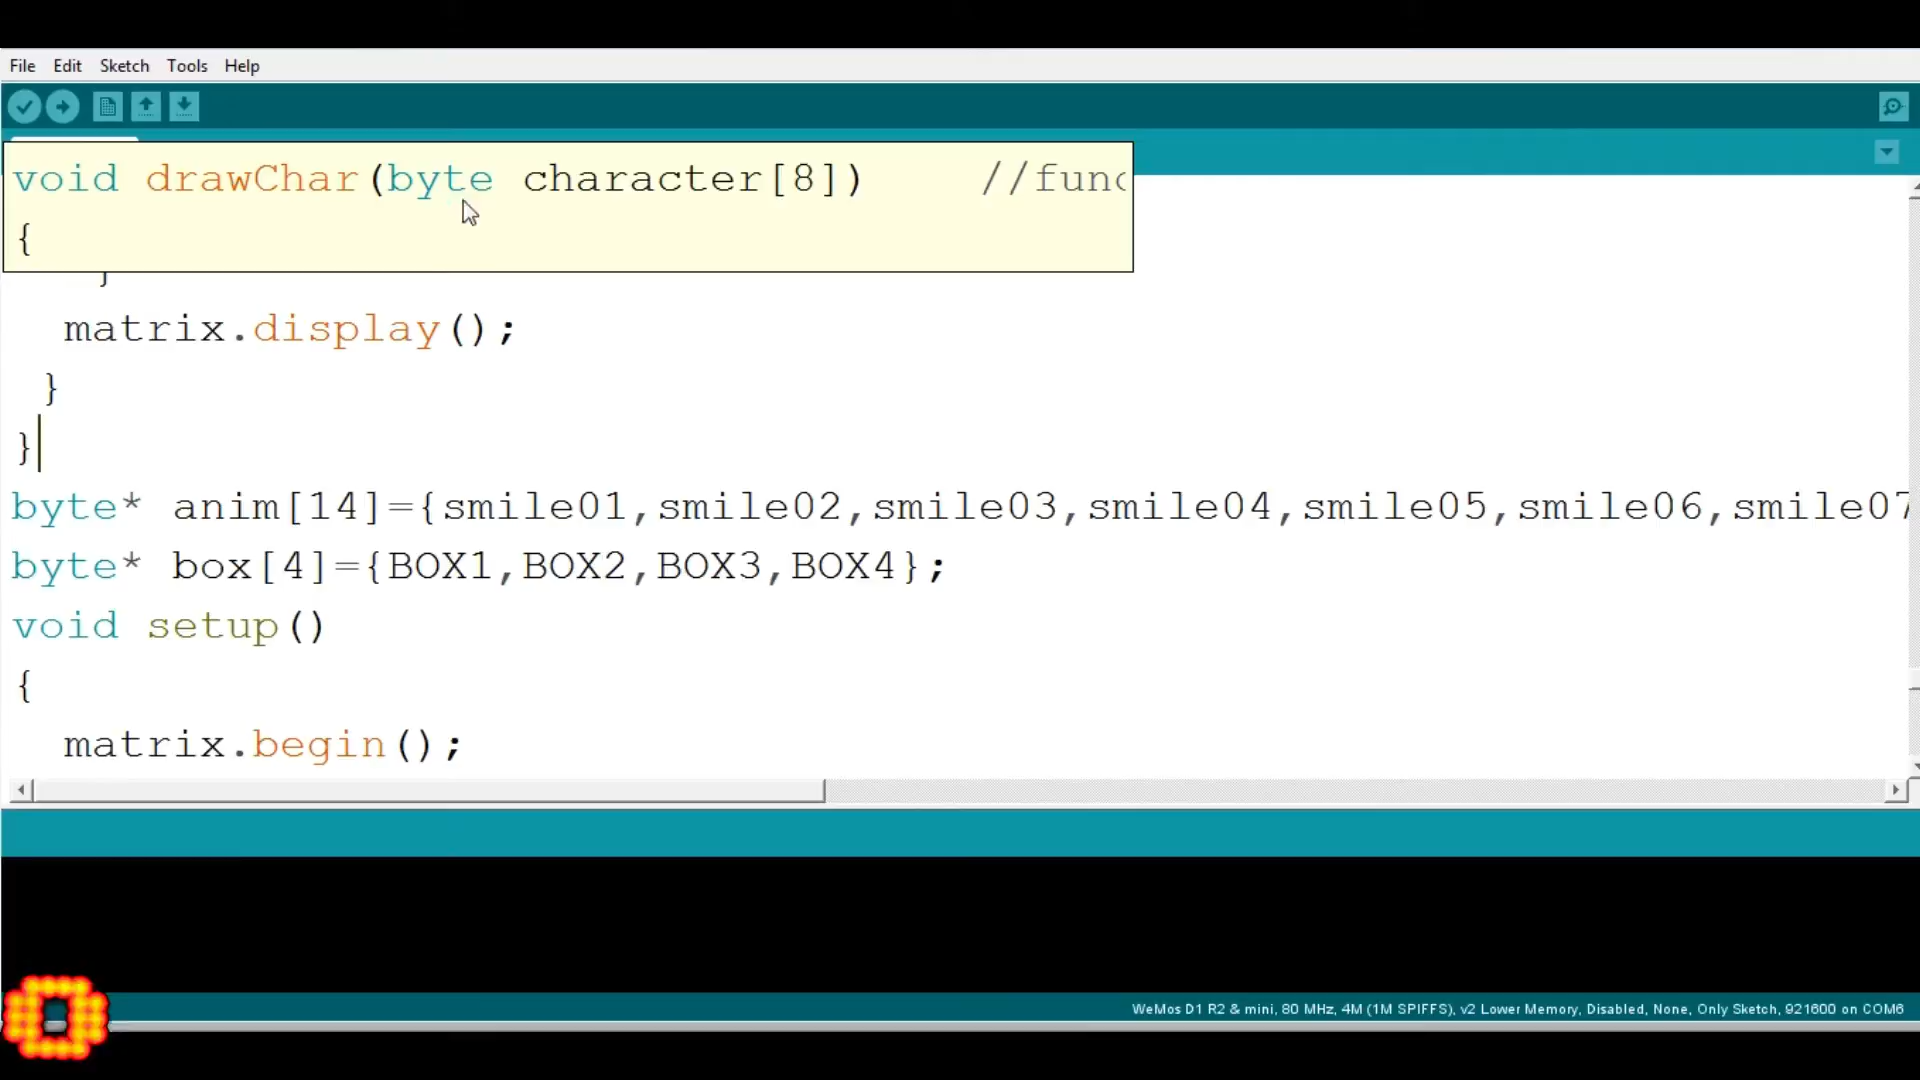 File Edit Sketch Tools Help
void drawChar(byte character[8]) //func
{
}
matrix.display();
}
}
byte* anim[14]={smile01,smile02,smile03,smile04,smile05,smile06,smile07
byte* box[4]={BOX1,BOX2,BOX3,BOX4};
void setup()
{
matrix.begin();
WeMos D1 R2 & mini, 80 MHz, 4M (1M SPIFFS), v2 Lower Memory, Disabled, None, Only Sketch, 921600 on COM6